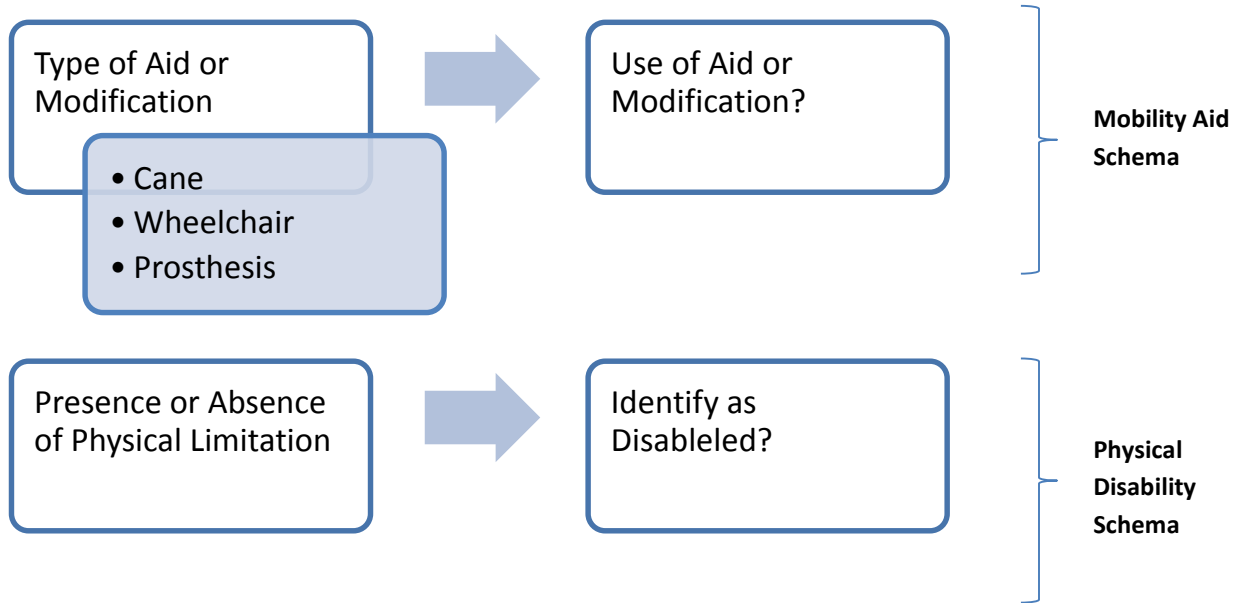 Type of Aid or
Modification
• Cane
• Wheelchair
• Prosthesis
Use of Aid or
Modification?
Mobility Aid
Schema
Presence or Absence
of Physical Limitation
Identify as
Disableled?
Physical
Disability
Schema